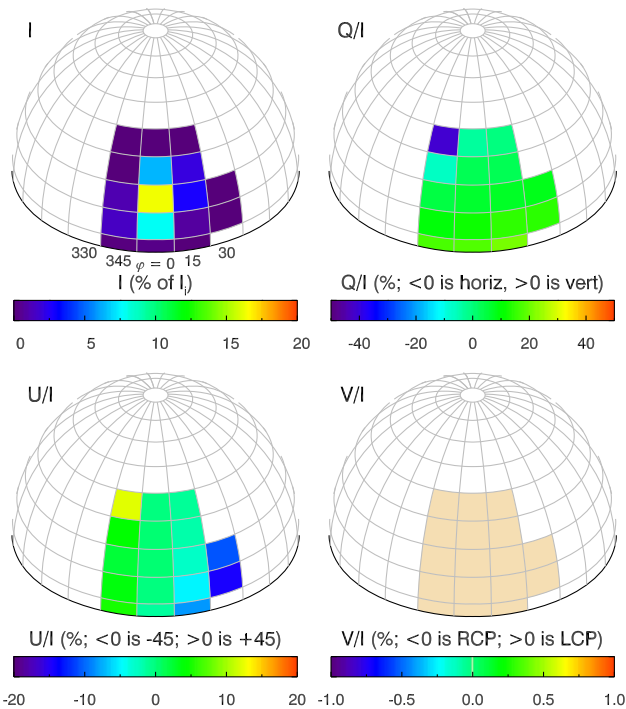 I Q/I
330 345 φ = 0 15 30
I (% of Ii) Q/I (%; <0 is horiz, >0 is vert)
0 5 10 15 20 -40 -20 0 20 40
U/I V/I
U/I (%; <0 is -45; >0 is +45) V/I (%; <0 is RCP; >0 is LCP)
-20 -10 0 10 20 -1.0 -0.5 0.0 0.5 1.0